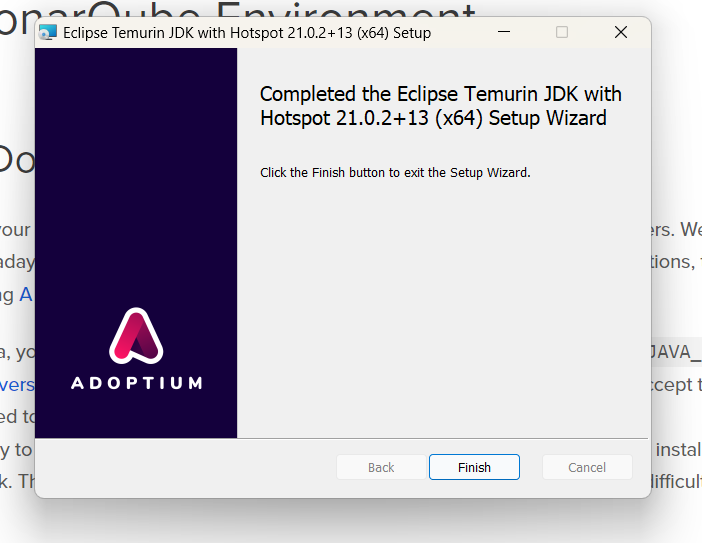 onarQube Environment
Eclipse Temurin JDK with Hotspot 21.0.2+13 (x64) Setup
Completed the Eclipse Temurin JDK with
Hotspot 21.0.2+13 (x64) Setup Wizard
Do
Click the Finish button to exit the Setup Wizard.
your
ers. We
aday
tions,
ng A
a, yo
JAVA_
vers
ccept t
ed to
y to
instal
k. Th
difficul
ADOPTIUM
Back
Finish
Cancel